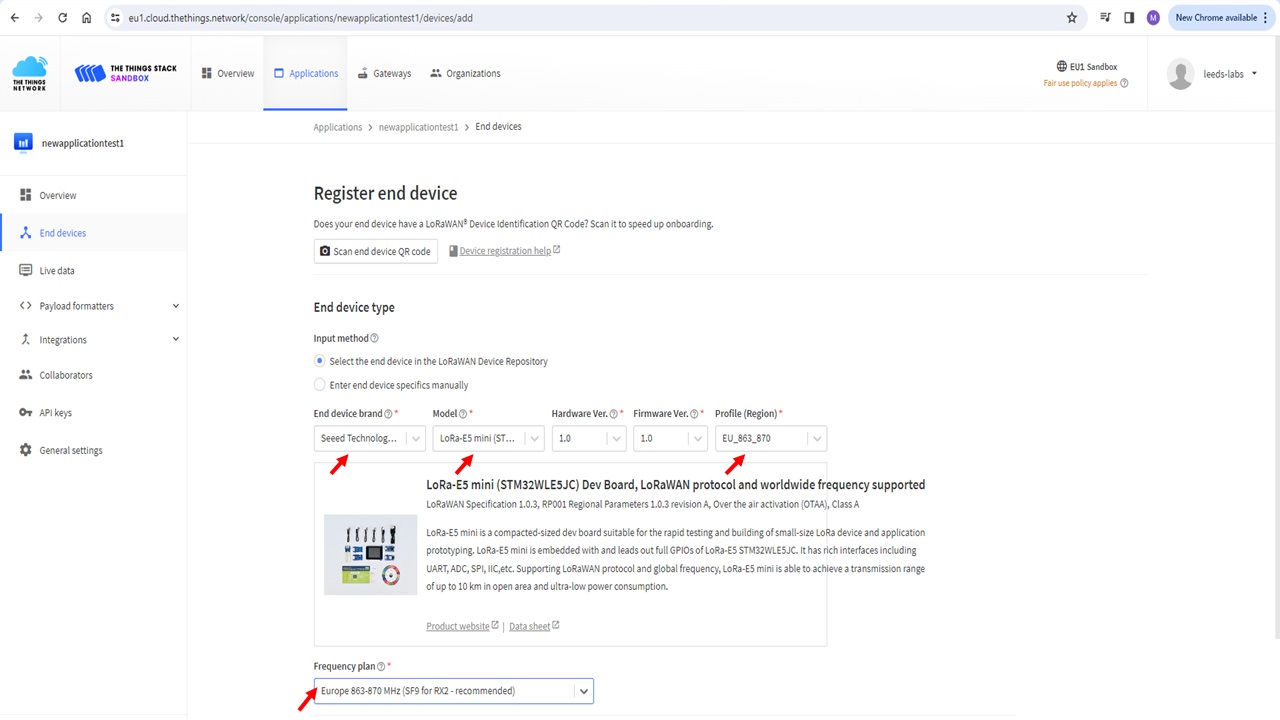 eu1.cloud.thethings.network/console/applications/newapplicationtest1/devices/add
M
New Chrome available
THE THINGS NETWORK
THE THINGS STACK
SANDBOX
Overview
Applications
Gateways
Organizations
EU1 Sandbox
Fair use policy applies
leeds-labs
newapplicationtest1
Overview
End devices
Live data
Payload formatters
Integrations
Collaborators
API keys
General settings
Applications > newapplicationtest1 > End devices
Register end device
Does your end device have a LoRaWAN® Device Identification QR Code? Scan it to speed up onboarding.
Scan end device QR code
Device registration help
End device type
Input method
Select the end device in the LoRaWAN Device Repository
Enter end device specifics manually
End device brand * Model * Hardware Ver. * Firmware Ver. * Profile (Region) *
Seeed Technolog... LoRa-E5 mini (ST... 1.0 1.0 EU_863_870
LoRa-E5 mini (STM32WLE5JC) Dev Board, LoRaWAN protocol and worldwide frequency supported
LoRaWAN Specification 1.0.3, RP001 Regional Parameters 1.0.3 revision A, Over the air activation (OTAA), Class A
LoRa-E5 mini is a compacted-sized dev board suitable for the rapid testing and building of small-size LoRa device and application
prototyping. LoRa-E5 mini is embedded with and leads out full GPIOs of LoRa-E5 STM32WLE5JC. It has rich interfaces including
UART, ADC, SPI, IIC,etc. Supporting LoRaWAN protocol and global frequency, LoRa-E5 mini is able to achieve a transmission range
of up to 10 km in open area and ultra-low power consumption.
Product website | Data sheet
Frequency plan *
Europe 863-870 MHz (SF9 for RX2 - recommended)